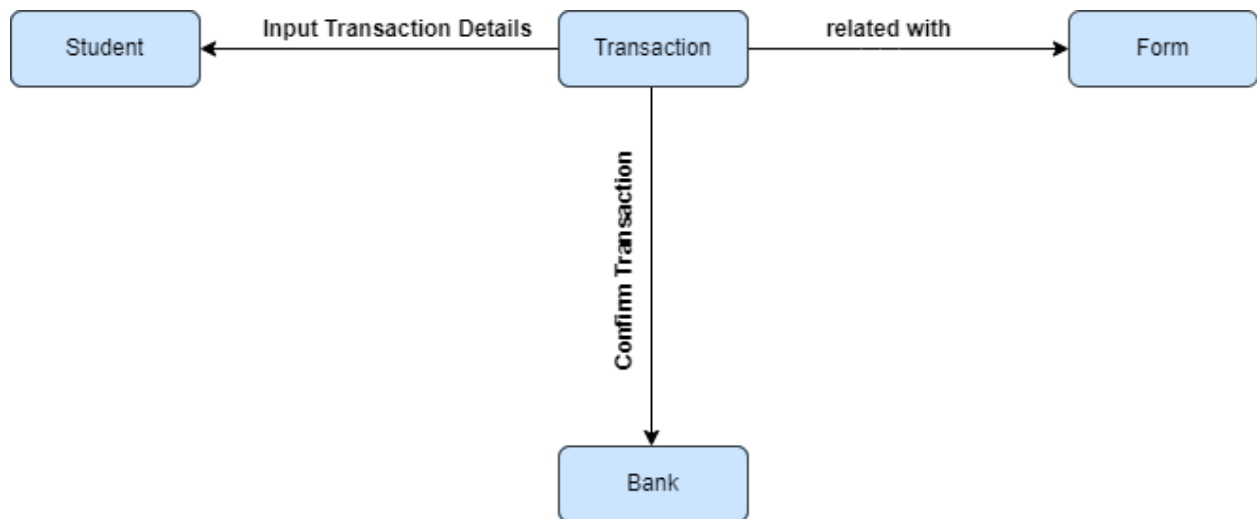 Student
Input Transaction Details
Transaction
related with
Form
Confirm Transaction
Bank